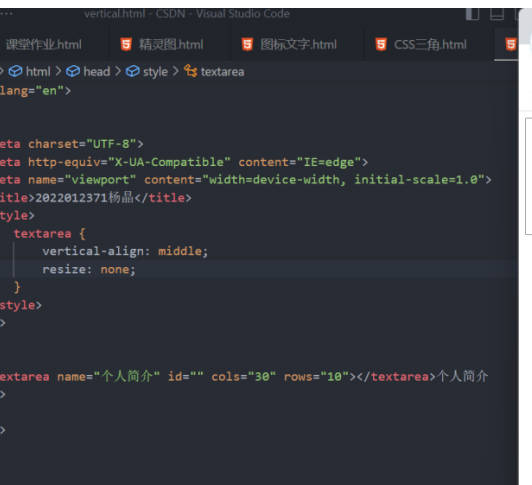 vertical.html - CSDN - Visual Studio Code
课堂作业.html 精灵图.html 图标文字.html CSS三角.html
> html > head > style > textarea
lang="en">
eta charset="UTF-8">
eta http-equiv="X-UA-Compatible" content="IE=edge">
eta name="viewport" content="width=device-width, initial-scale=1.0">
itle>2022012371杨晶</title>
tyle>
textarea {
vertical-align: middle;
resize: none;
}
style>
>
extarea name="个人简介" id="" cols="30" rows="10"></textarea>个人简介
>
>